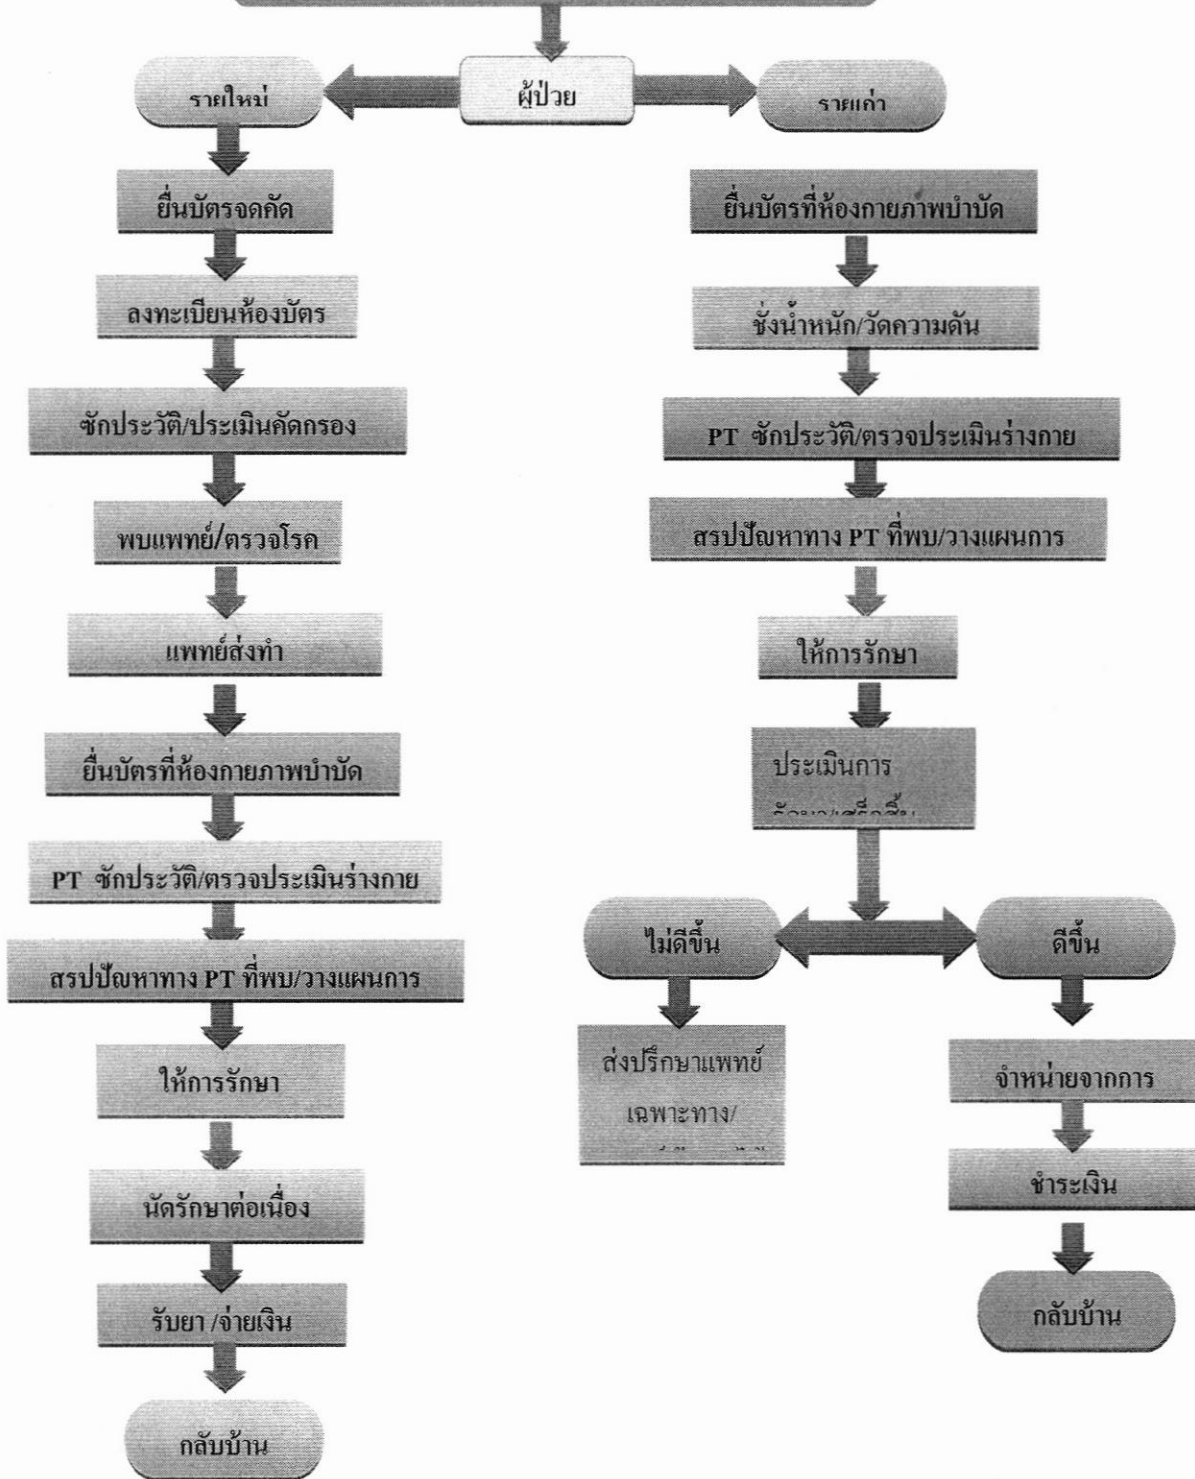 ผู้ป่วย
รายใหม่
รายเก่า
ยื่นบัตรจุดคัด
ลงทะเบียนห้องบัตร
ซักประวัติ/ประเมินคัดกรอง
พบแพทย์/ตรวจโรค
แพทย์ส่งทำ
ยื่นบัตรที่ห้องกายภาพบำบัด
PT ซักประวัติ/ตรวจประเมินร่างกาย
สรุปปัญหาทาง PT ที่พบ/วางแผนการ
ให้การรักษา
นัดรักษาต่อเนื่อง
รับยา /จ่ายเงิน
กลับบ้าน
ยื่นบัตรที่ห้องกายภาพบำบัด
ชั่งน้ำหนัก/วัดความดัน
PT ซักประวัติ/ตรวจประเมินร่างกาย
สรุปปัญหาทาง PT ที่พบ/วางแผนการ
ให้การรักษา
ประเมินการ
รักษา/เสร็จสิ้น
ไม่ดีขึ้น
ส่งปรึกษาแพทย์
เฉพาะทาง/
ดีขึ้น
จำหน่ายจากการ
ชำระเงิน
กลับบ้าน